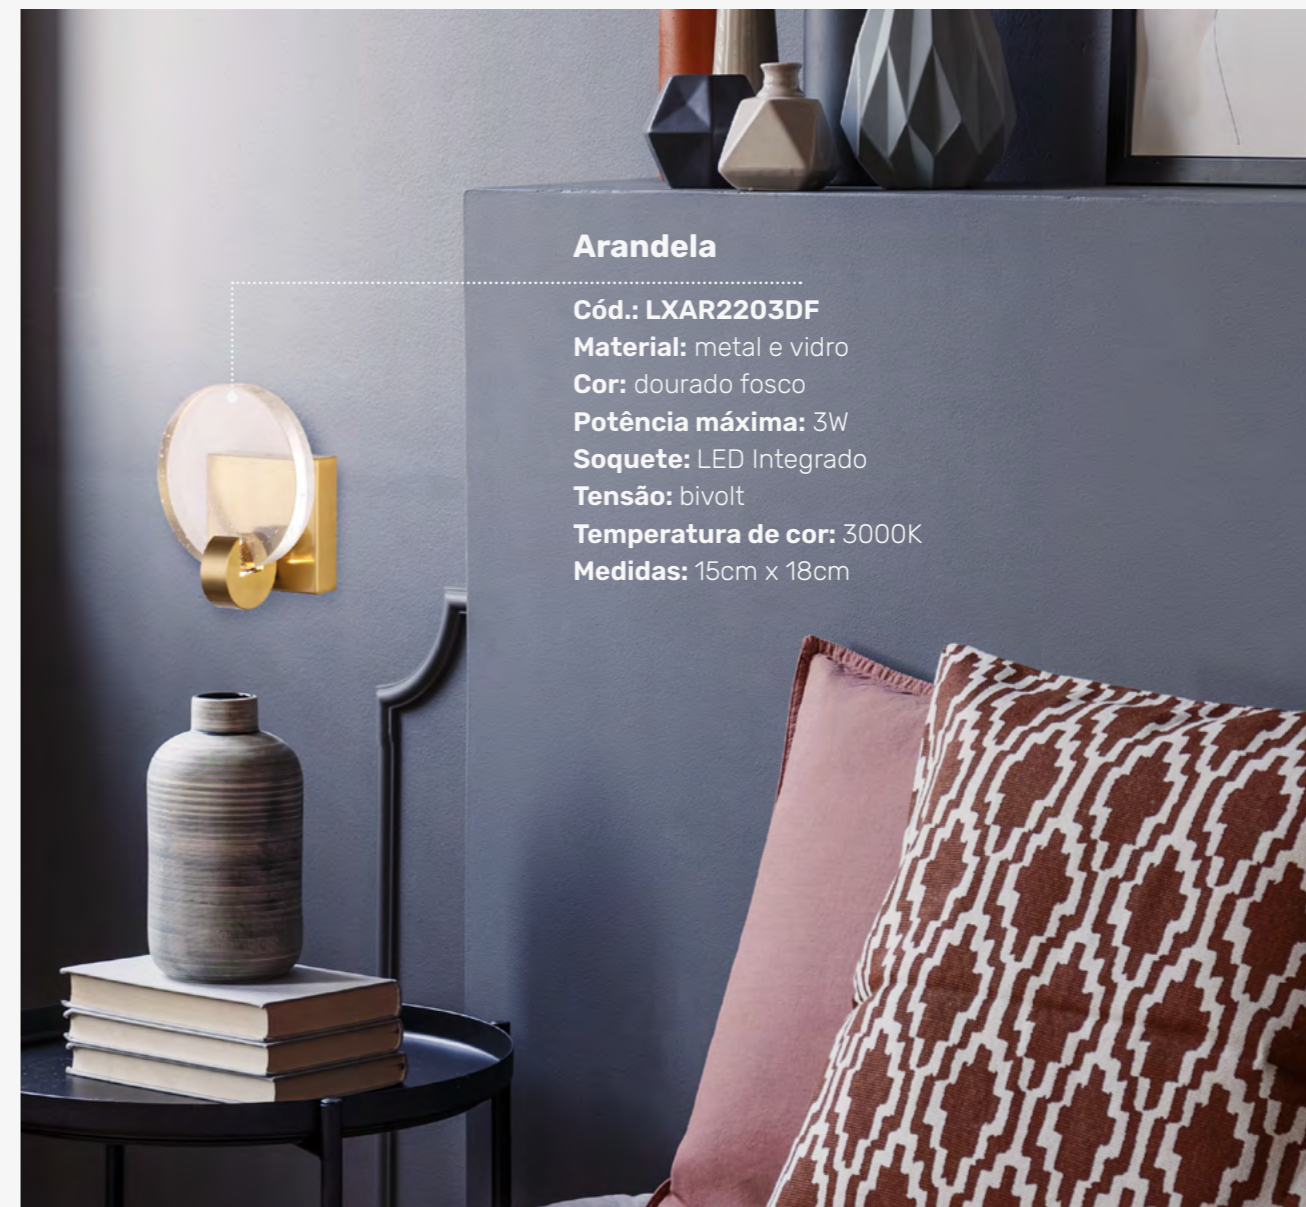 Arandela
Cód.: LXAR2203DF
Material: metal e vidro
Cor: dourado fosco
Potência máxima: 3W
Soquete: LED Integrado
Tensão: bivolt
Temperatura de cor: 3000K
Medidas: 15cm x 18cm